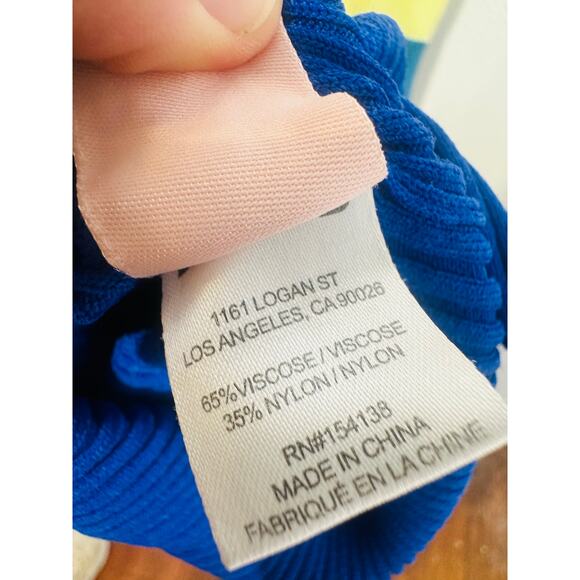 1161 LOGAN ST
LOS ANGELES, CA 90026
65%VISCOSE / VISCOSE
35% NYLON / NYLON
RN#154138
MADE IN CHINA
FABRIQUÉ EN LA CHINE